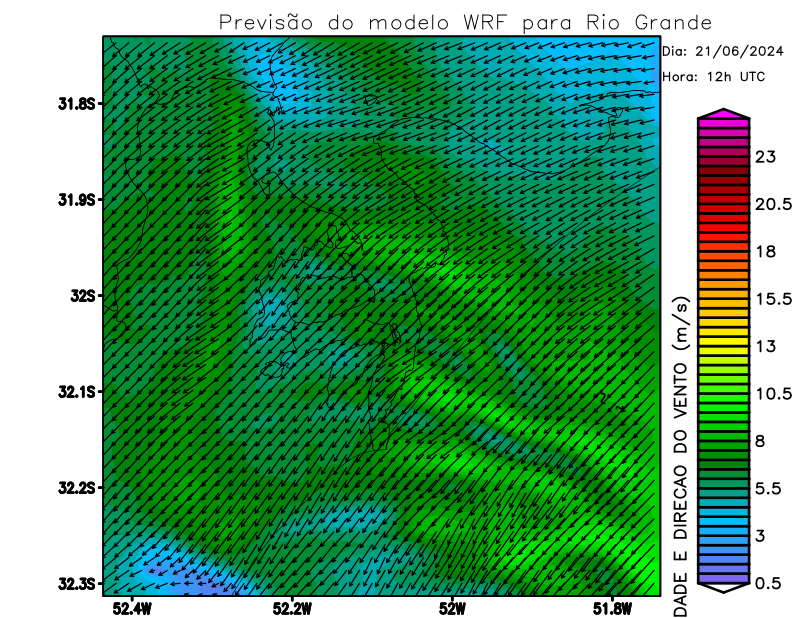 Previsão do modelo WRF para Rio Grande
Dia: 21/06/2024
Hora: 12h UTC
31.8S
31.9S
32S
32.1S
32.2S
32.3S
52.4W
52.2W
52W
51.8W
23
20.5
18
15.5
13
10.5
8
5.5
3
0.5
DADE E DIRECAO DO VENTO (m/s)